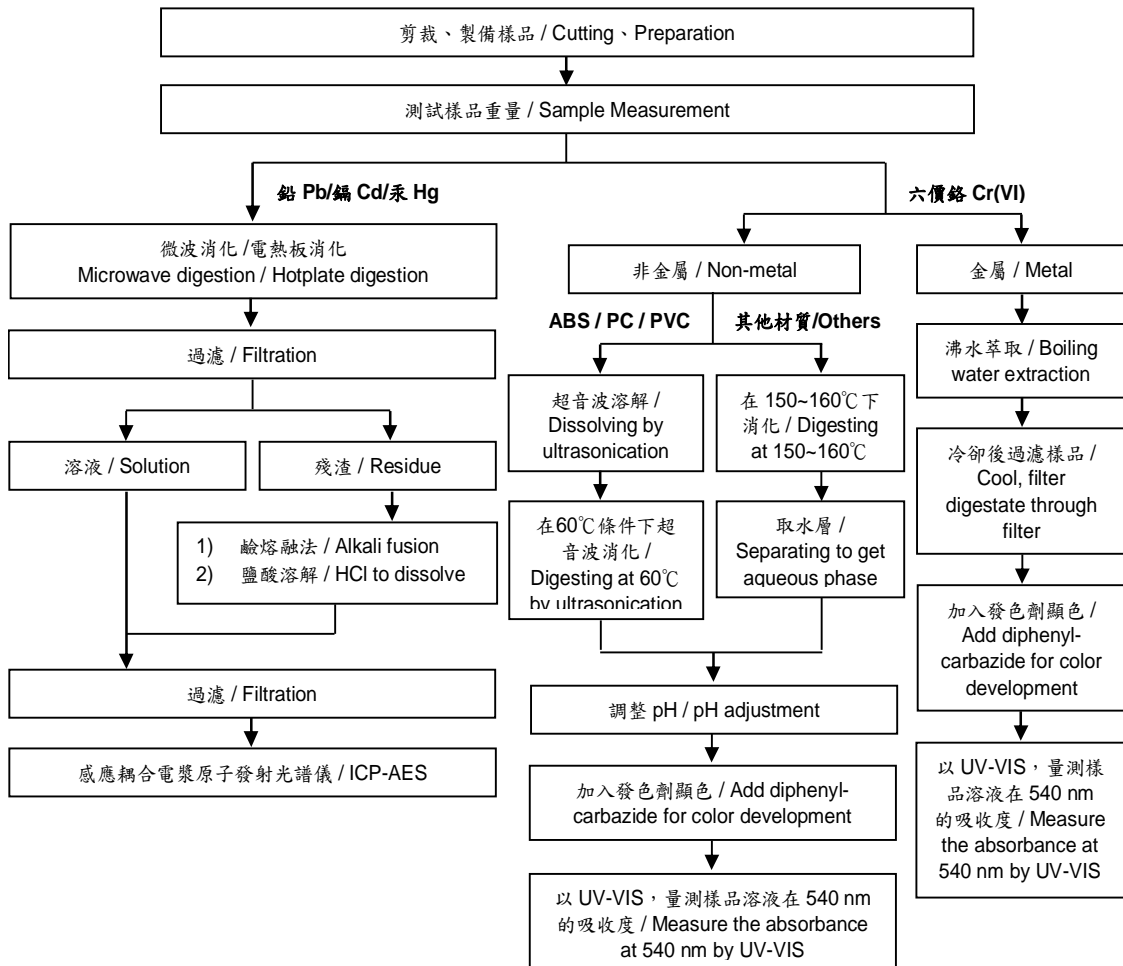 剪裁、製備樣品 / Cutting、Preparation
測試樣品重量 / Sample Measurement
鉛 Pb/鎘 Cd/汞 Hg
六價鉻 Cr(VI)
微波消化 /電熱板消化
Microwave digestion / Hotplate digestion
非金屬 / Non-metal
金屬 / Metal
ABS / PC / PVC
其他材質/Others
過濾 / Filtration
超音波溶解 /
Dissolving by
ultrasonication
在 150~160℃下
消化 / Digesting
at 150~160℃
沸水萃取 / Boiling
water extraction
溶液 / Solution
殘渣 / Residue
冷卻後過濾樣品 /
Cool, filter
digestate through
filter
1) 鹼熔融法 / Alkali fusion
2) 鹽酸溶解 / HCl to dissolve
在60℃條件下超
音波消化 /
Digesting at 60℃
by ultrasonication
取水層 /
Separating to get
aqueous phase
加入發色劑顯色 /
Add diphenyl-
carbazide for color
development
過濾 / Filtration
調整 pH / pH adjustment
感應耦合電漿原子發射光譜儀 / ICP-AES
加入發色劑顯色 / Add diphenyl-
carbazide for color development
以 UV-VIS，量測樣
品溶液在 540 nm
的吸收度 / Measure
the absorbance at
540 nm by UV-VIS
以 UV-VIS，量測樣品溶液在 540 nm
的吸收度 / Measure the absorbance
at 540 nm by UV-VIS